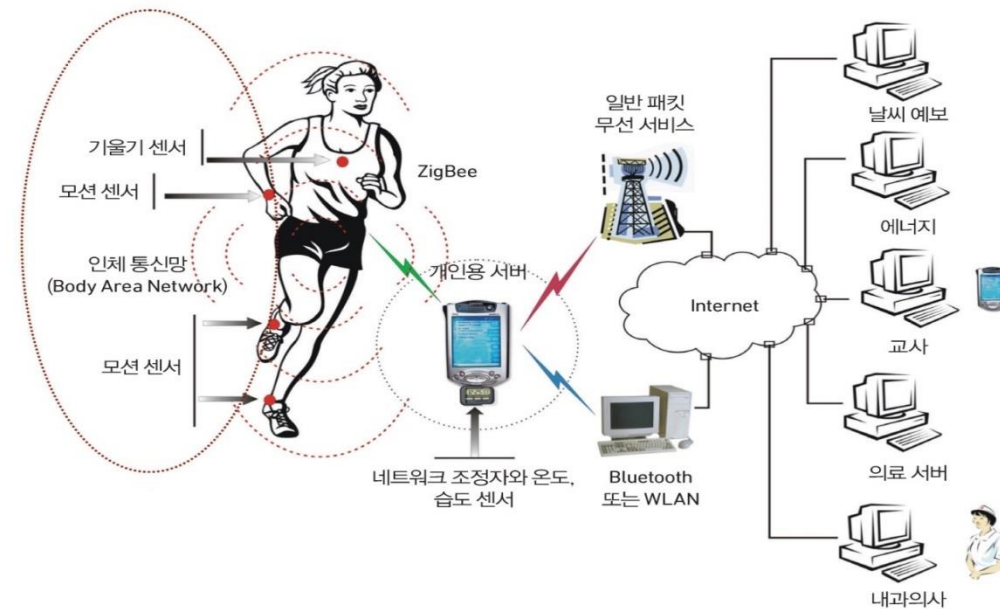 기울기 센서
모션 센서
인체 통신망
(Body Area Network)
모션 센서
ZigBee
개인용 서버
네트워크 조정자와 온도,
습도 센서
일반 패킷
무선 서비스
Bluetooth
또는 WLAN
Internet
날씨 예보
에너지
교사
의료 서버
내과의사